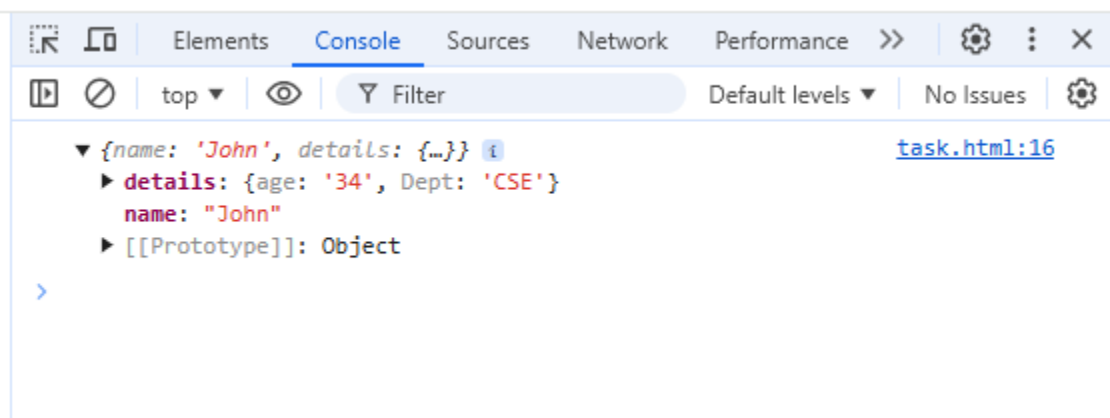 Elements Console Sources Network Performance
top Filter Default levels No Issues
{name: 'John', details: {…}} i task.html:16
details: {age: '34', Dept: 'CSE'}
name: "John"
[[Prototype]]: Object